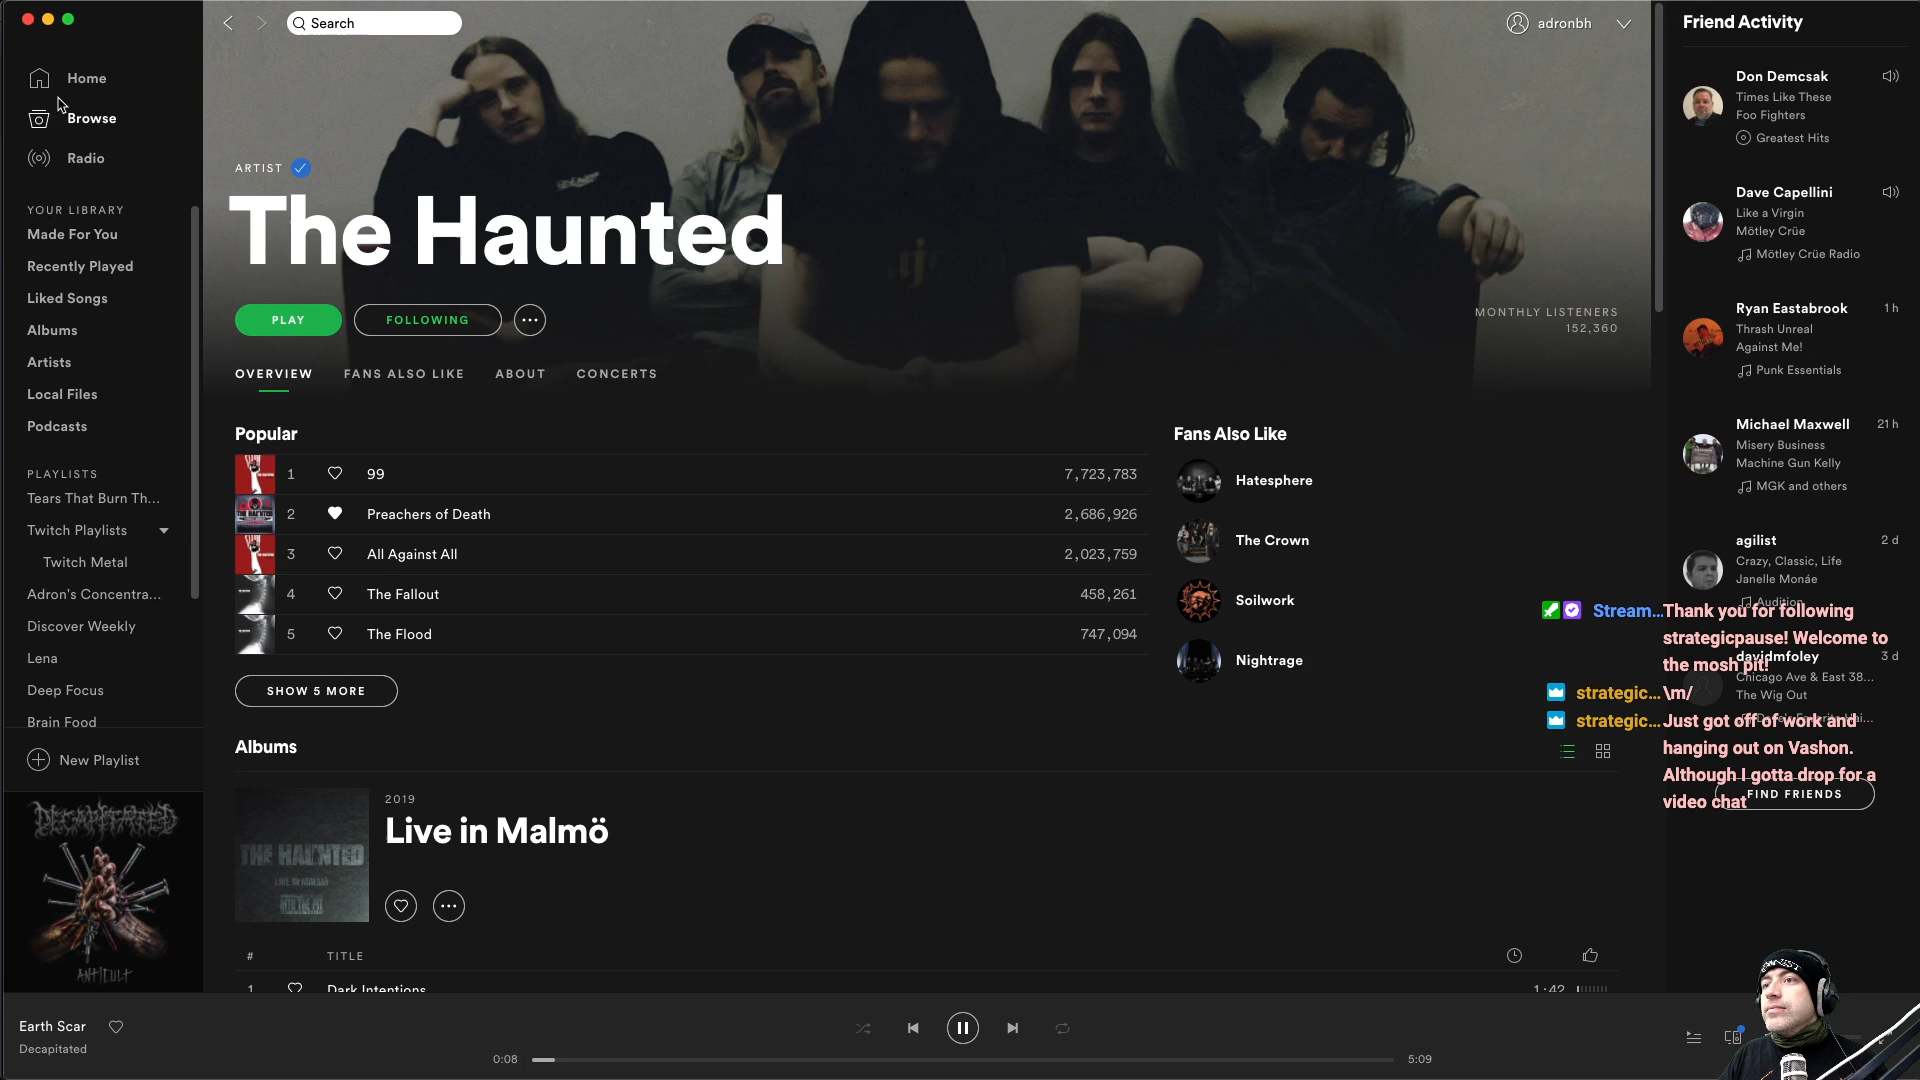 Search
adronbh
Home
Browse
Radio
YOUR LIBRARY
Made For You
Recently Played
Liked Songs
Albums
Artists
Local Files
Podcasts
PLAYLISTS
Tears That Burn Th...
Twitch Playlists
Twitch Metal
Adron's Concentra...
Discover Weekly
Lena
Deep Focus
Brain Food
New Playlist
DECAPITATED
ANTICULT
ARTIST
The Haunted
PLAY
FOLLOWING
MONTHLY LISTENERS
152,360
OVERVIEW
FANS ALSO LIKE
ABOUT
CONCERTS
Popular
1 99 7,723,783
2 Preachers of Death 2,686,926
3 All Against All 2,023,759
4 The Fallout 458,261
5 The Flood 747,094
SHOW 5 MORE
Fans Also Like
Hatesphere
The Crown
Soilwork
Nightrage
Albums
THE HAUNTED
LIVE IN MALMÖ
2019
Live in Malmö
# TITLE
1 Dark Intentions 1:42
Friend Activity
Don Demcsak
Times Like These
Foo Fighters
Greatest Hits
Dave Capellini
Like a Virgin
Mötley Crüe
Mötley Crüe Radio
Ryan Eastabrook 1 h
Thrash Unreal
Against Me!
Punk Essentials
Michael Maxwell 21 h
Misery Business
Machine Gun Kelly
MGK and others
agilist 2 d
Crazy, Classic, Life
Janelle Monáe
Audition
davidmfoley 3 d
Chicago Ave & East 38...
The Wig Out
FIND FRIENDS
Stream... Thank you for following
strategicpause! Welcome to
the mosh pit!
strategic... \m/
strategic... Just got off of work and
hanging out on Vashon.
Although I gotta drop for a
video chat
Earth Scar
Decapitated
0:08
5:09